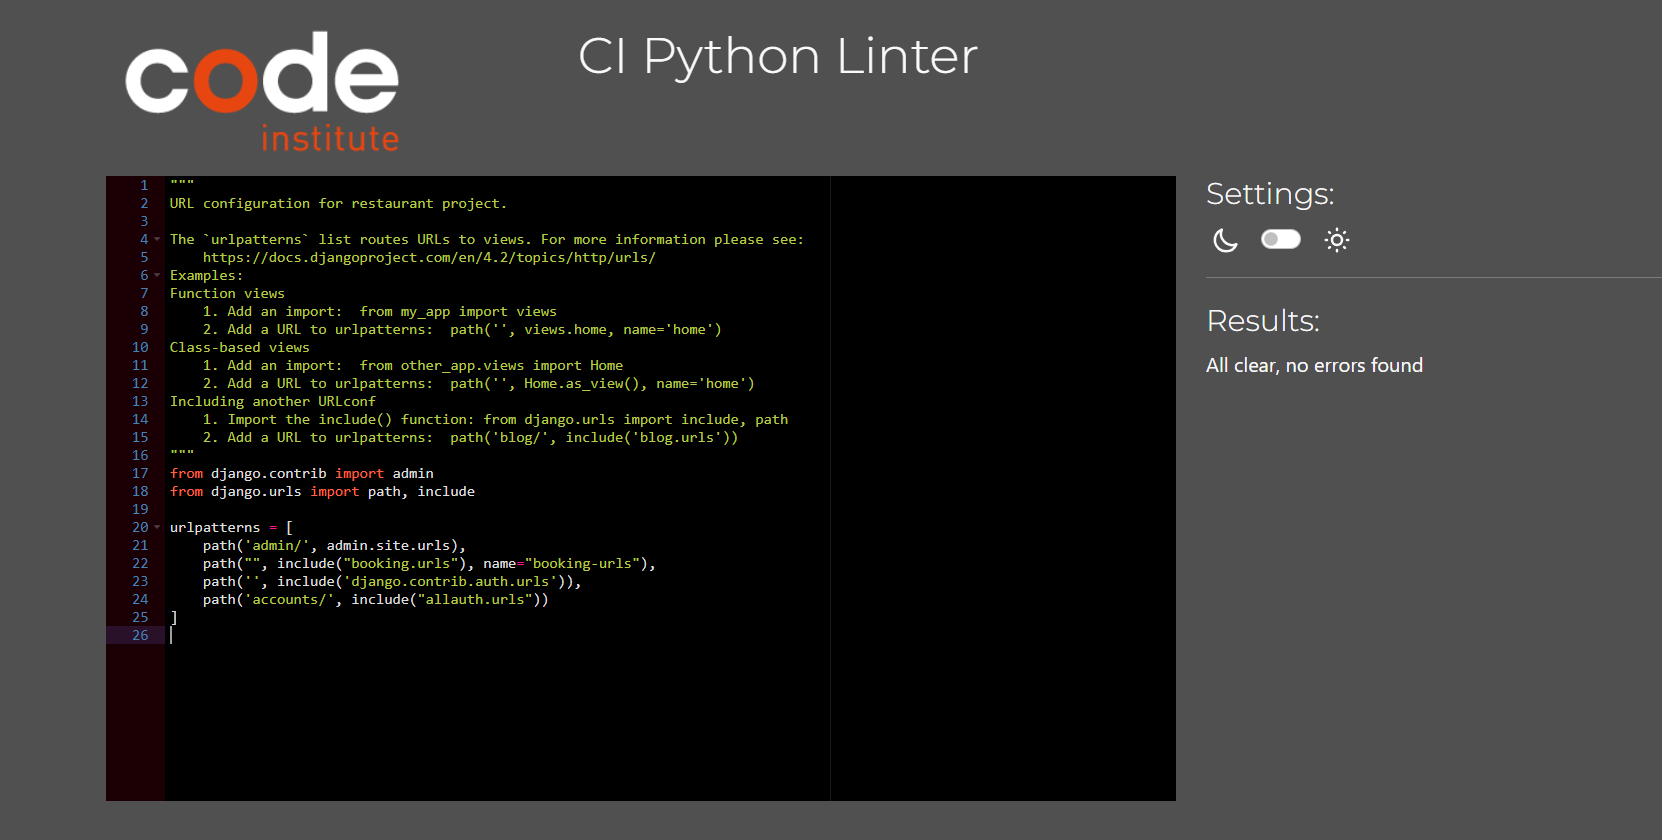 code
institute
CI Python Linter
1 """
2 URL configuration for restaurant project.
3
4 The `urlpatterns` list routes URLs to views. For more information please see:
5     https://docs.djangoproject.com/en/4.2/topics/http/urls/
6 Examples:
7 Function views
8     1. Add an import:  from my_app import views
9     2. Add a URL to urlpatterns:  path('', views.home, name='home')
10 Class-based views
11     1. Add an import:  from other_app.views import Home
12     2. Add a URL to urlpatterns:  path('', Home.as_view(), name='home')
13 Including another URLconf
14     1. Import the include() function: from django.urls import include, path
15     2. Add a URL to urlpatterns:  path('blog/', include('blog.urls'))
16 """
17 from django.contrib import admin
18 from django.urls import path, include
19
20 urlpatterns = [
21     path('admin/', admin.site.urls),
22     path("", include("booking.urls"), name="booking-urls"),
23     path('', include('django.contrib.auth.urls')),
24     path('accounts/', include("allauth.urls"))
25 ]
26
Settings:
Results:
All clear, no errors found